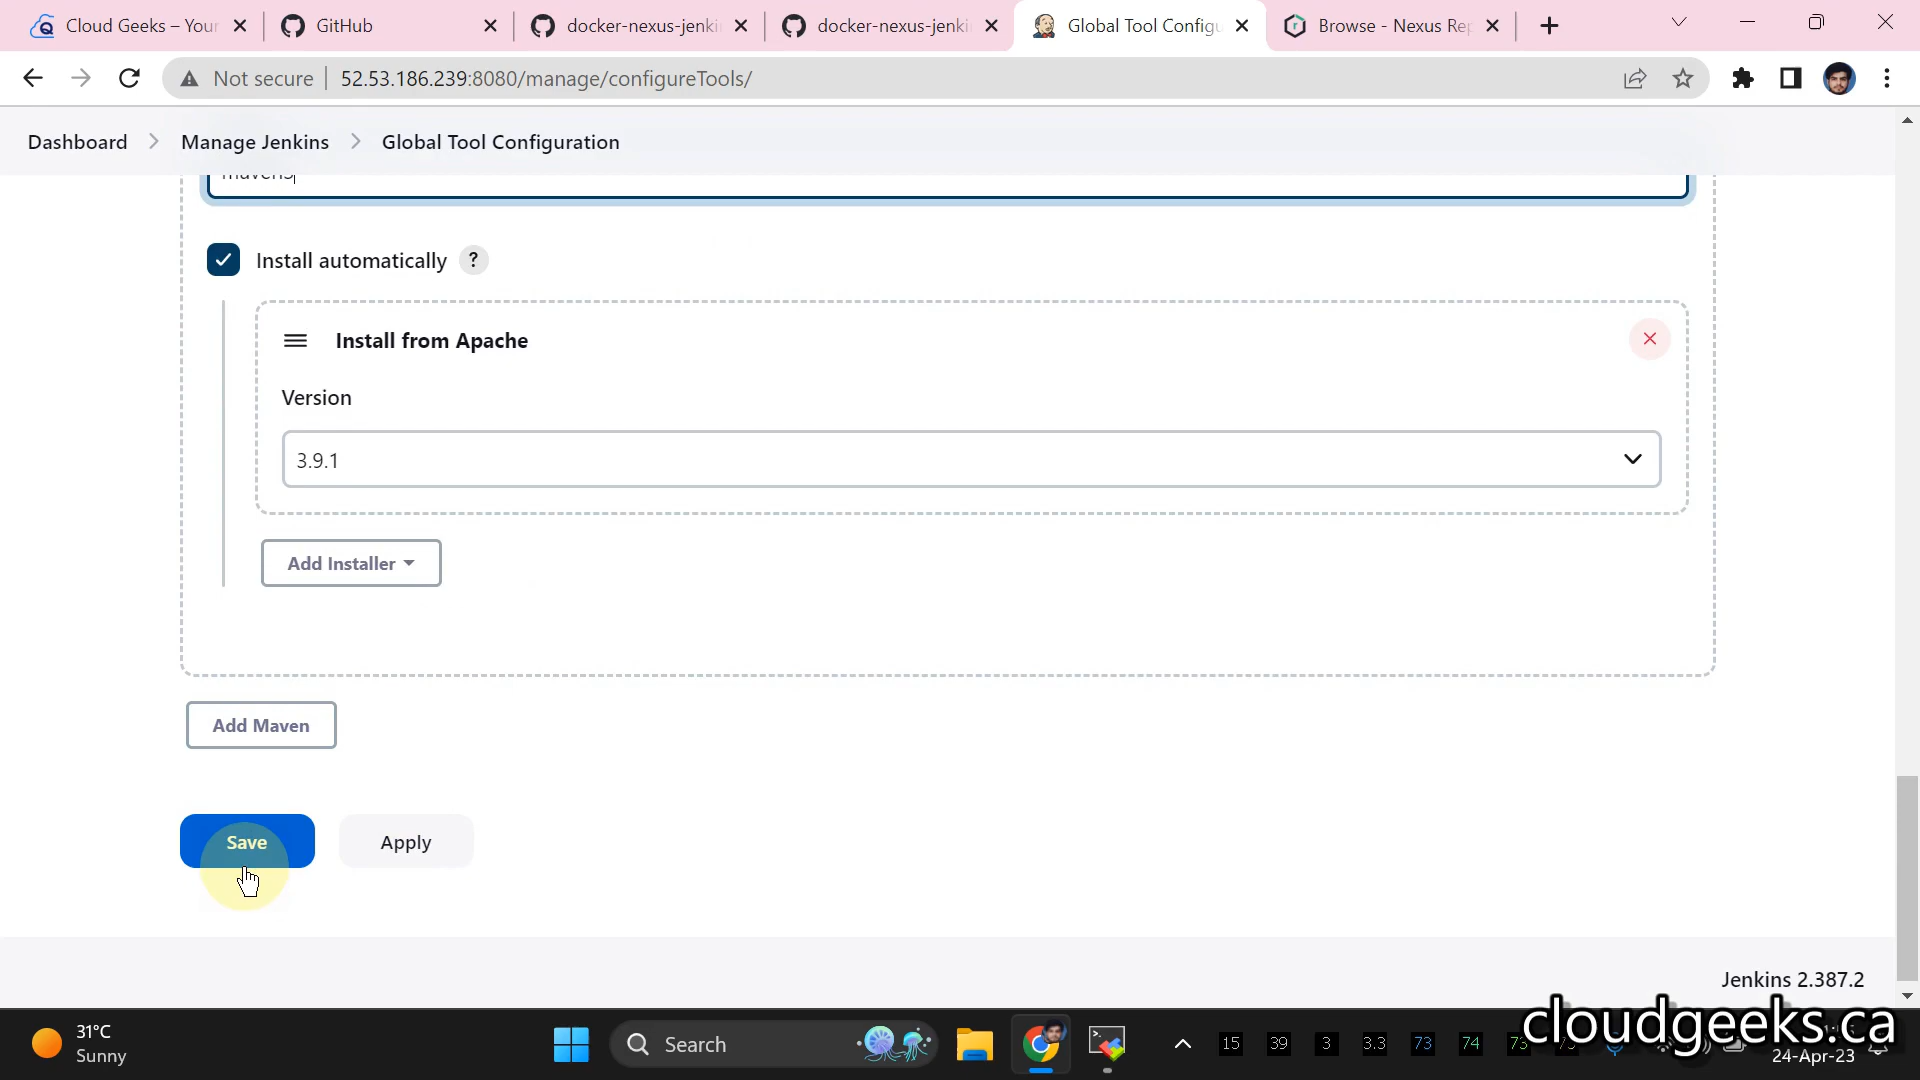 Cloud Geeks – Your
GitHub
docker-nexus-jenki
docker-nexus-jenki
Global Tool Configu
Browse - Nexus Rep
Not secure
52.53.186.239:8080/manage/configureTools/
Dashboard
Manage Jenkins
Global Tool Configuration
Install automatically ?
Install from Apache
Version
3.9.1
Add Installer
Add Maven
Save
Apply
Jenkins 2.387.2
cloudgeeks.ca
31°C
Sunny
Search
15
39
3
3.3
73
74
24-Apr-23